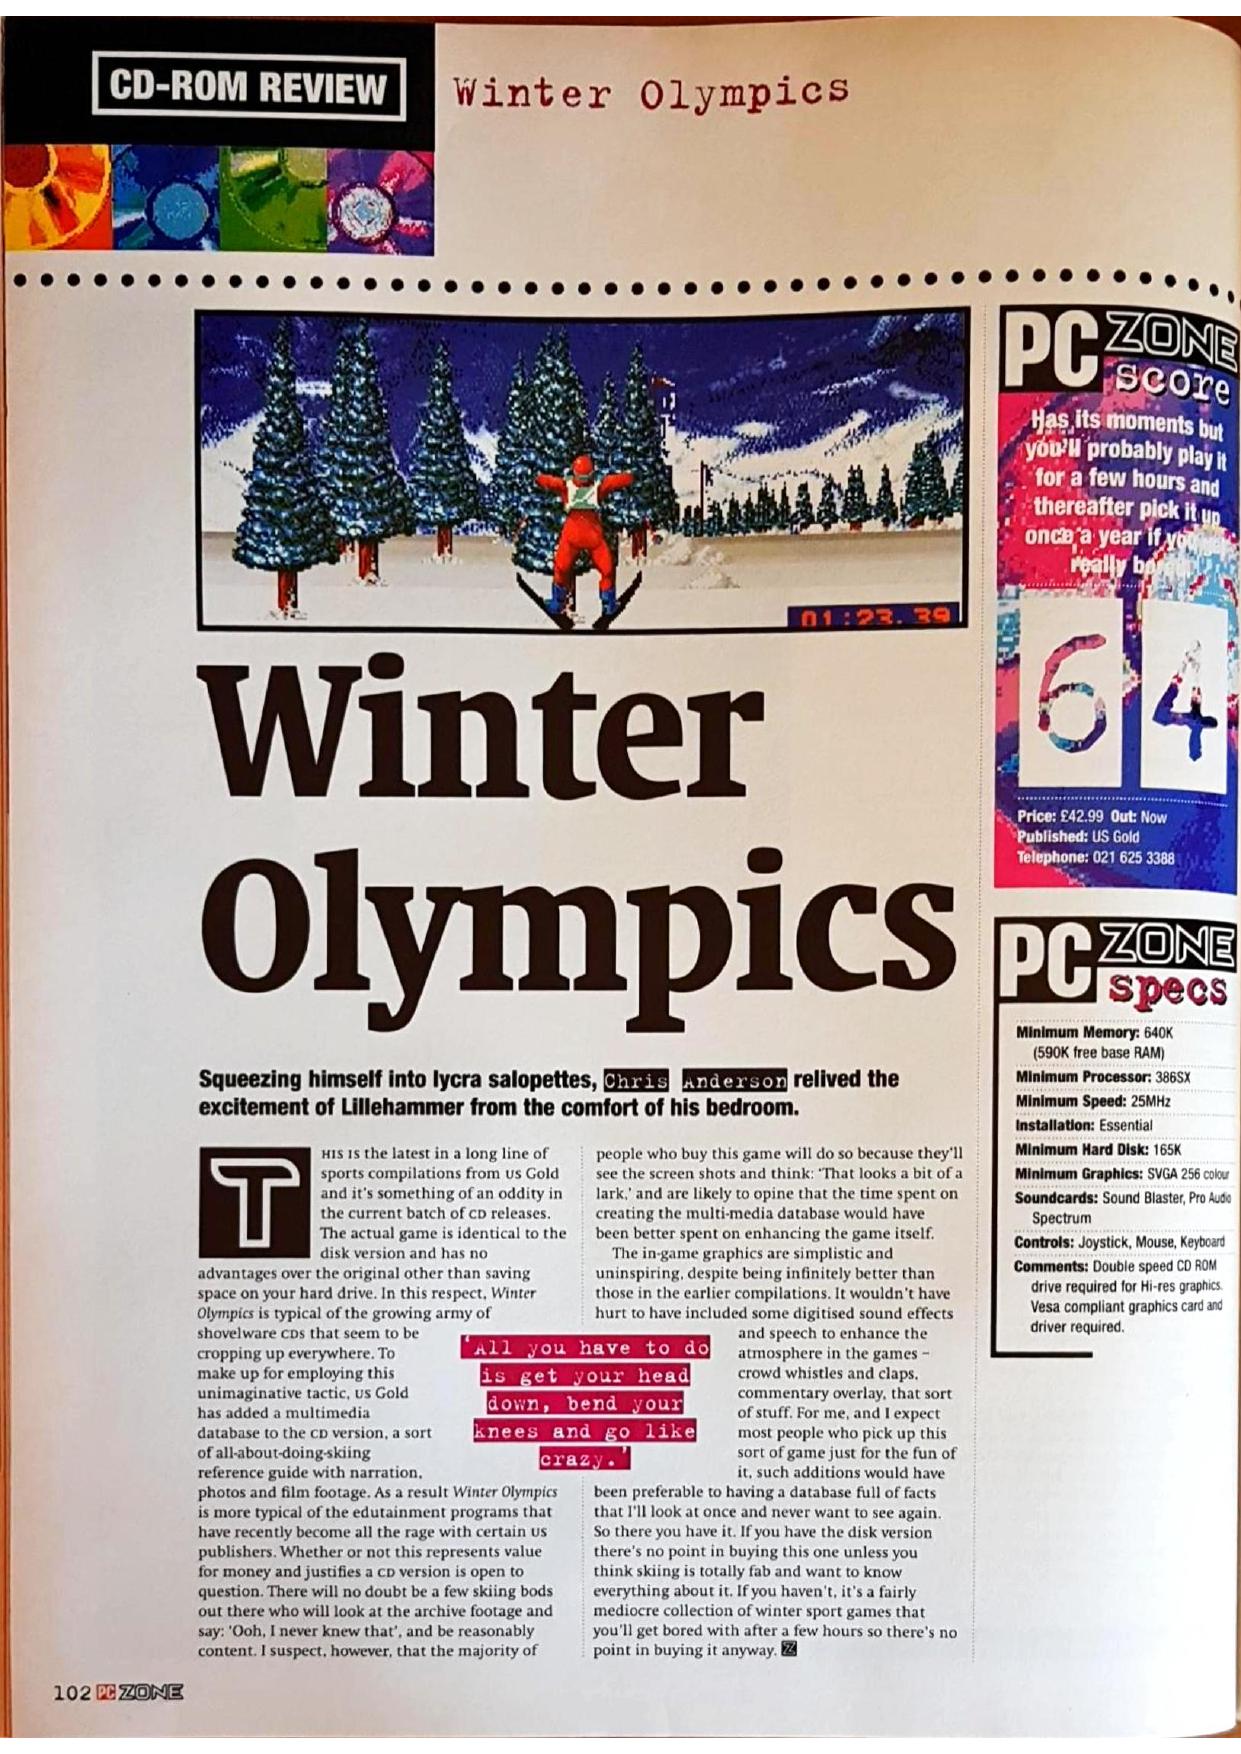 CD-ROM REVIEW
Winter Olympics
01:23.39
Winter
Olympics
Squeezing himself into lycra salopettes, Chris Anderson relived the
excitement of Lillehammer from the comfort of his bedroom.
THIS IS the latest in a long line of
sports compilations from US Gold
and it's something of an oddity in
the current batch of CD releases.
The actual game is identical to the
disk version and has no
advantages over the original other than saving
space on your hard drive. In this respect, Winter
Olympics is typical of the growing army of
shovelware CDs that seem to be
cropping up everywhere. To
make up for employing this
unimaginative tactic, US Gold
has added a multimedia
database to the CD version, a sort
of all-about-doing-skiing
reference guide with narration,
photos and film footage. As a result Winter Olympics
is more typical of the edutainment programs that
have recently become all the rage with certain US
publishers. Whether or not this represents value
for money and justifies a CD version is open to
question. There will no doubt be a few skiing bods
out there who will look at the archive footage and
say: 'Ooh, I never knew that', and be reasonably
content. I suspect, however, that the majority of
'All you have to do
is get your head
down, bend your
knees and go like
crazy.'
people who buy this game will do so because they'll
see the screen shots and think: 'That looks a bit of a
lark,' and are likely to opine that the time spent on
creating the multi-media database would have
been better spent on enhancing the game itself.
The in-game graphics are simplistic and
uninspiring, despite being infinitely better than
those in the earlier compilations. It wouldn't have
hurt to have included some digitised sound effects
and speech to enhance the
atmosphere in the games –
crowd whistles and claps,
commentary overlay, that sort
of stuff. For me, and I expect
most people who pick up this
sort of game just for the fun of
it, such additions would have
been preferable to having a database full of facts
that I'll look at once and never want to see again.
So there you have it. If you have the disk version
there's no point in buying this one unless you
think skiing is totally fab and want to know
everything about it. If you haven't, it's a fairly
mediocre collection of winter sport games that
you'll get bored with after a few hours so there's no
point in buying it anyway. Z
PC ZONE
score
Has its moments but
you'll probably play it
for a few hours and
thereafter pick it up
once a year if
really
64
Price: £42.99 Out: Now
Published: US Gold
Telephone: 021 625 3388
PC ZONE
specs
Minimum Memory: 640K
(590K free base RAM)
Minimum Processor: 386SX
Minimum Speed: 25MHz
Installation: Essential
Minimum Hard Disk: 165K
Minimum Graphics: SVGA 256 colour
Soundcards: Sound Blaster, Pro Audio
Spectrum
Controls: Joystick, Mouse, Keyboard
Comments: Double speed CD ROM
drive required for Hi-res graphics.
Vesa compliant graphics card and
driver required.
102 PC ZONE